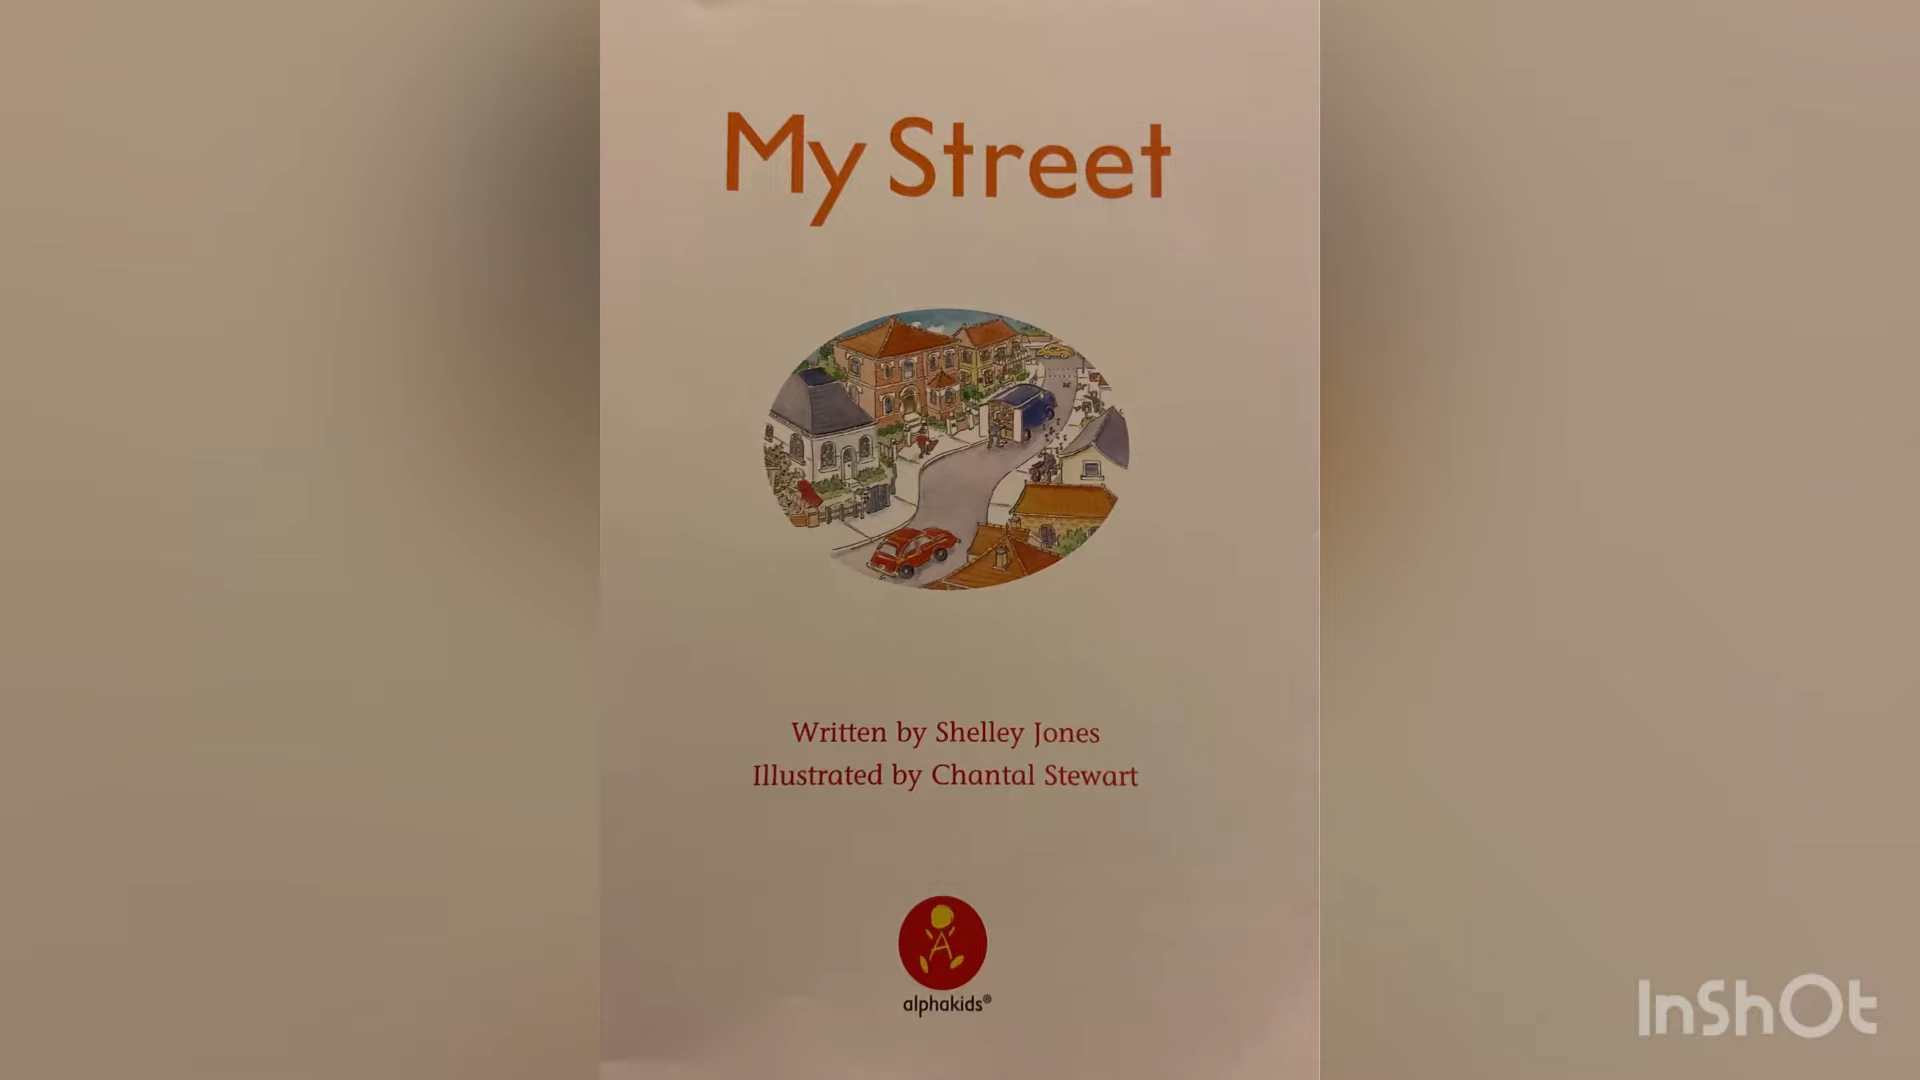 My Street
Written by Shelley Jones
Illustrated by Chantal Stewart
A
alphakids®
InShOt